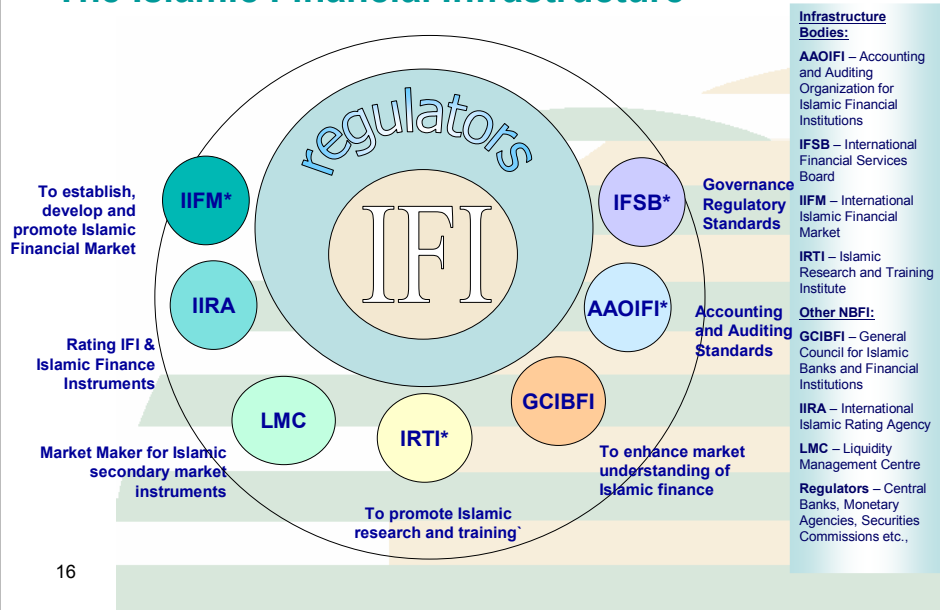 The Islamic Financial Infrastructure
regulators
IFI
IIFM*
To establish,
develop and
promote Islamic
Financial Market
IIRA
Rating IFI &
Islamic Finance
Instruments
LMC
Market Maker for Islamic
secondary market
instruments
IRTI*
To promote Islamic
research and training`
GCIBFI
To enhance market
understanding of
Islamic finance
AAOIFI*
Accounting
and Auditing
Standards
IFSB*
Governance
Regulatory
Standards
Infrastructure
Bodies:
AAOIFI – Accounting
and Auditing
Organization for
Islamic Financial
Institutions
IFSB – International
Financial Services
Board
IIFM – International
Islamic Financial
Market
IRTI – Islamic
Research and Training
Institute
Other NBFI:
GCIBFI – General
Council for Islamic
Banks and Financial
Institutions
IIRA – International
Islamic Rating Agency
LMC – Liquidity
Management Centre
Regulators – Central
Banks, Monetary
Agencies, Securities
Commissions etc.,
16